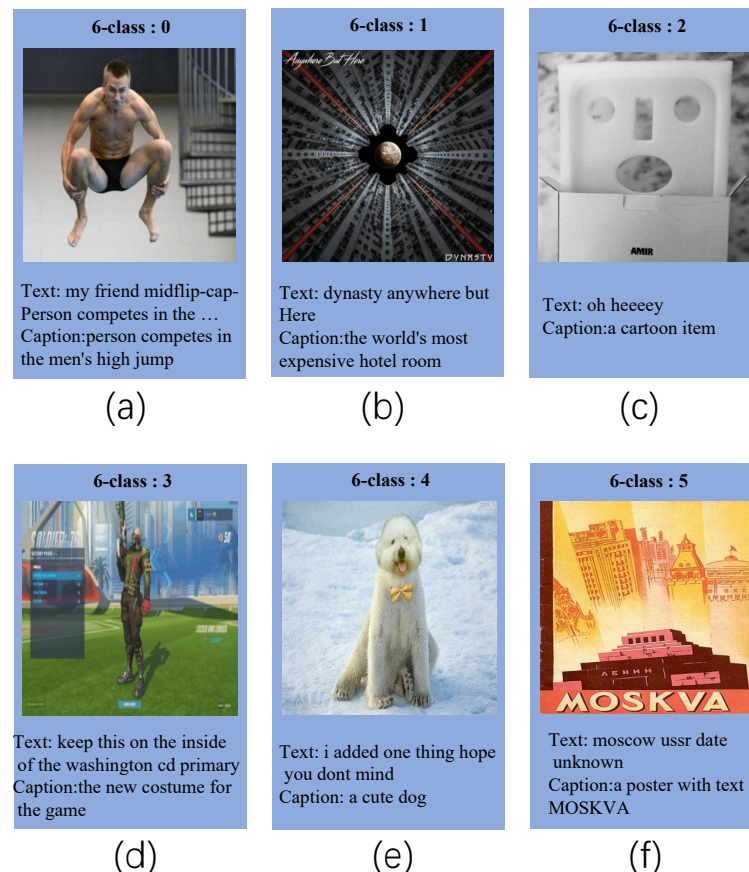 6-class : 0
6-class : 1
6-class : 2
Anywhere But Here
DYNASTY
AMIR
Text: my friend midflip-cap-
Person competes in the …
Caption:person competes in
the men's high jump
Text: dynasty anywhere but
Here
Caption:the world's most
expensive hotel room
Text: oh heeeey
Caption:a cartoon item
(a)
(b)
(c)
6-class : 3
6-class : 4
6-class : 5
SOLDIER: 76
50
ЛЕНИН
MOSKVA
Text: keep this on the inside
of the washington cd primary
Caption:the new costume for
the game
Text: i added one thing hope
you dont mind
Caption: a cute dog
Text: moscow ussr date
unknown
Caption:a poster with text
MOSKVA
(d)
(e)
(f)